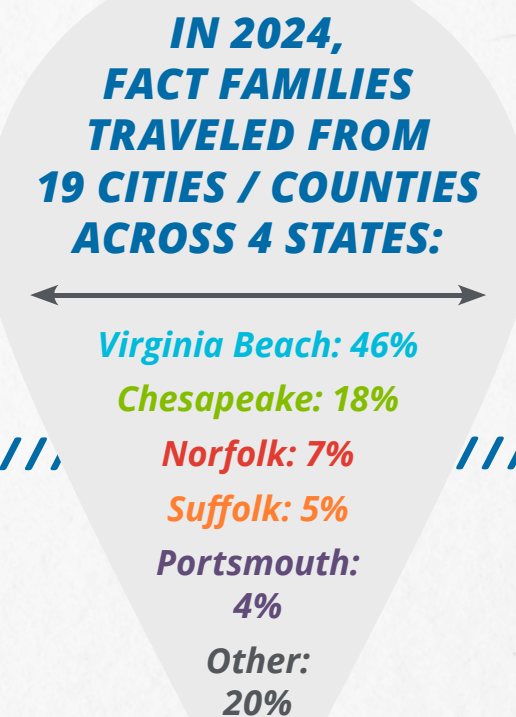 IN 2024,
FACT FAMILIES
TRAVELED FROM
19 CITIES / COUNTIES
ACROSS 4 STATES:
Virginia Beach: 46%
Chesapeake: 18%
Norfolk: 7%
Suffolk: 5%
Portsmouth:
4%
Other:
20%